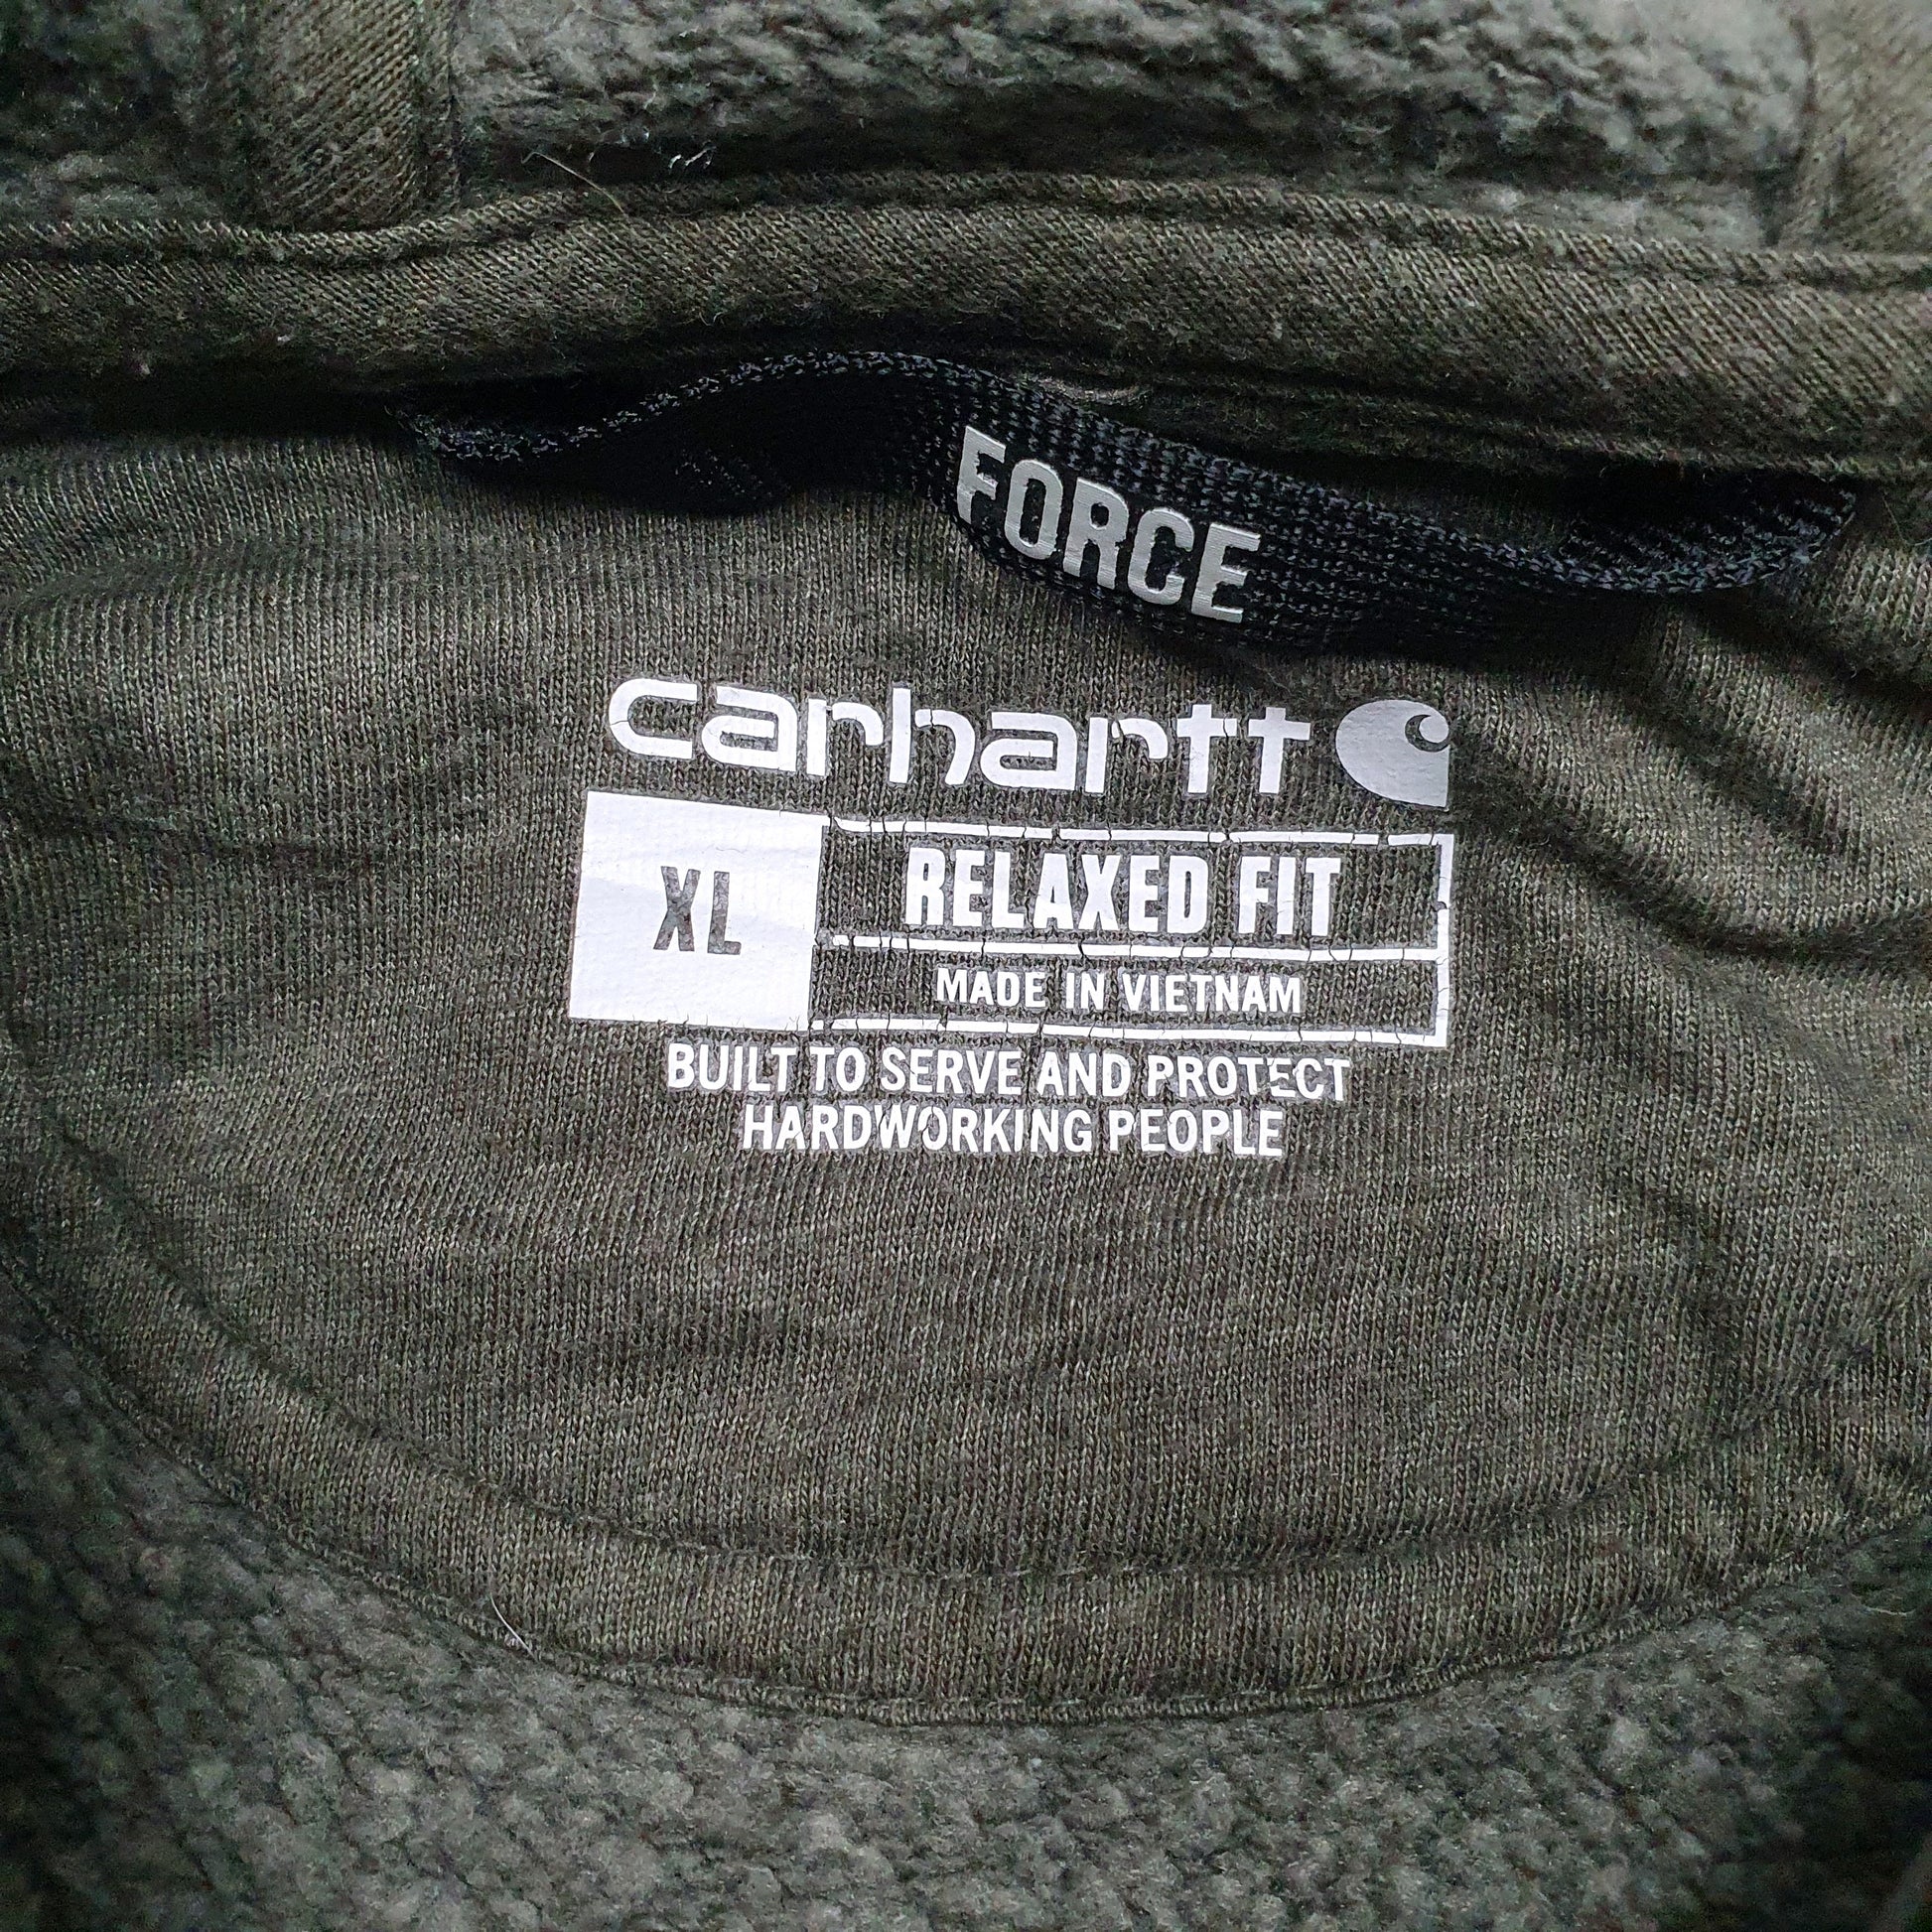 FORCE
carhartt
XL
RELAXED FIT
MADE IN VIETNAM
BUILT TO SERVE AND PROTECT
HARDWORKING PEOPLE